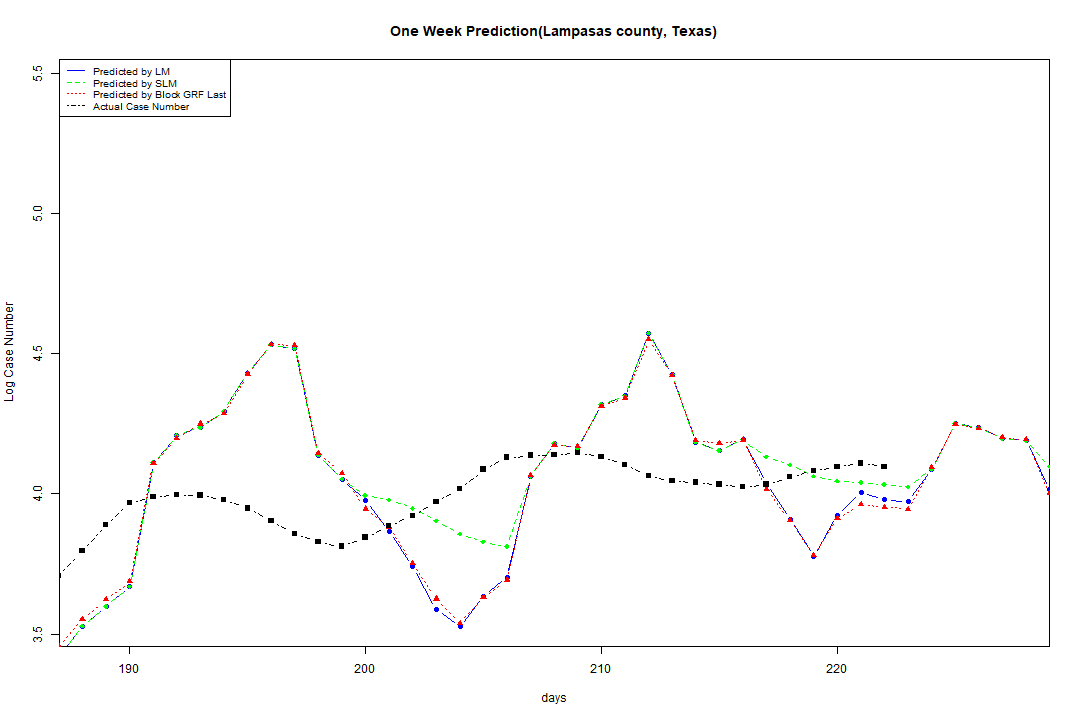 One Week Prediction(Lampasas county, Texas)
Predicted by LM
Predicted by SLM
Predicted by Block GRF Last
Actual Case Number
5.5
5.0
4.5
4.0
3.5
Log Case Number
190 200 210 220
days